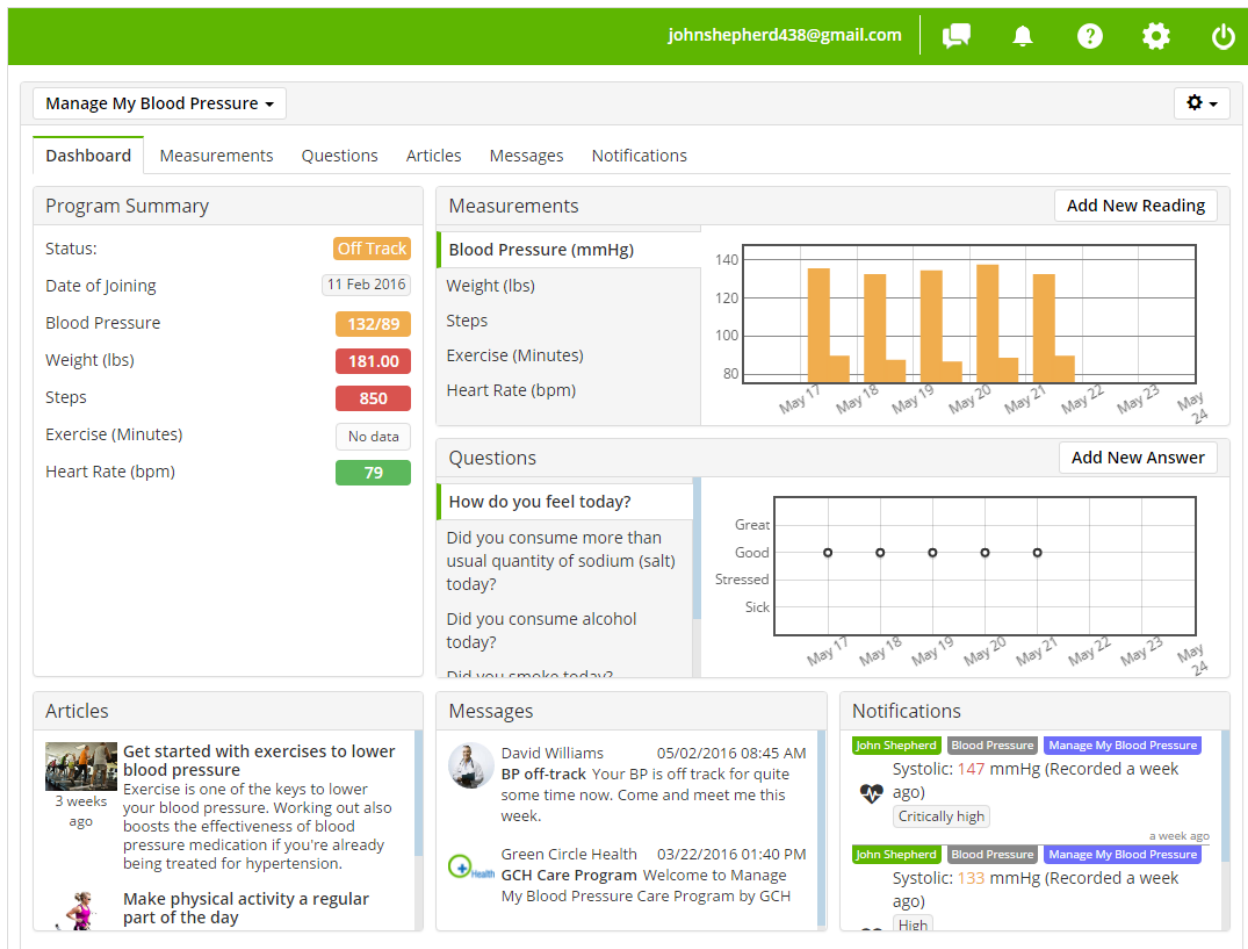 johnshepherd438@gmail.com
Manage My Blood Pressure
Dashboard Measurements Questions Articles Messages Notifications
Program Summary
Status: Off Track
Date of Joining 11 Feb 2016
Blood Pressure 132/89
Weight (lbs) 181.00
Steps 850
Exercise (Minutes) No data
Heart Rate (bpm) 79
Measurements Add New Reading
Blood Pressure (mmHg)
Weight (lbs)
Steps
Exercise (Minutes)
Heart Rate (bpm)
140
120
100
80
May 17 May 18 May 19 May 20 May 21 May 22 May 23 May 24
Questions Add New Answer
How do you feel today?
Did you consume more than
usual quantity of sodium (salt)
today?
Did you consume alcohol
today?
Did you smoke today?
Great
Good
Stressed
Sick
May 17 May 18 May 19 May 20 May 21 May 22 May 23 May 24
Articles
Get started with exercises to lower
blood pressure
Exercise is one of the keys to lower
your blood pressure. Working out also
boosts the effectiveness of blood
pressure medication if you're already
being treated for hypertension.
3 weeks
ago
Make physical activity a regular
part of the day
Messages
David Williams 05/02/2016 08:45 AM
BP off-track Your BP is off track for quite
some time now. Come and meet me this
week.
Health
Green Circle Health 03/22/2016 01:40 PM
GCH Care Program Welcome to Manage
My Blood Pressure Care Program by GCH
Notifications
John Shepherd Blood Pressure Manage My Blood Pressure
Systolic: 147 mmHg (Recorded a week
ago)
Critically high
a week ago
John Shepherd Blood Pressure Manage My Blood Pressure
Systolic: 133 mmHg (Recorded a week
ago)
High